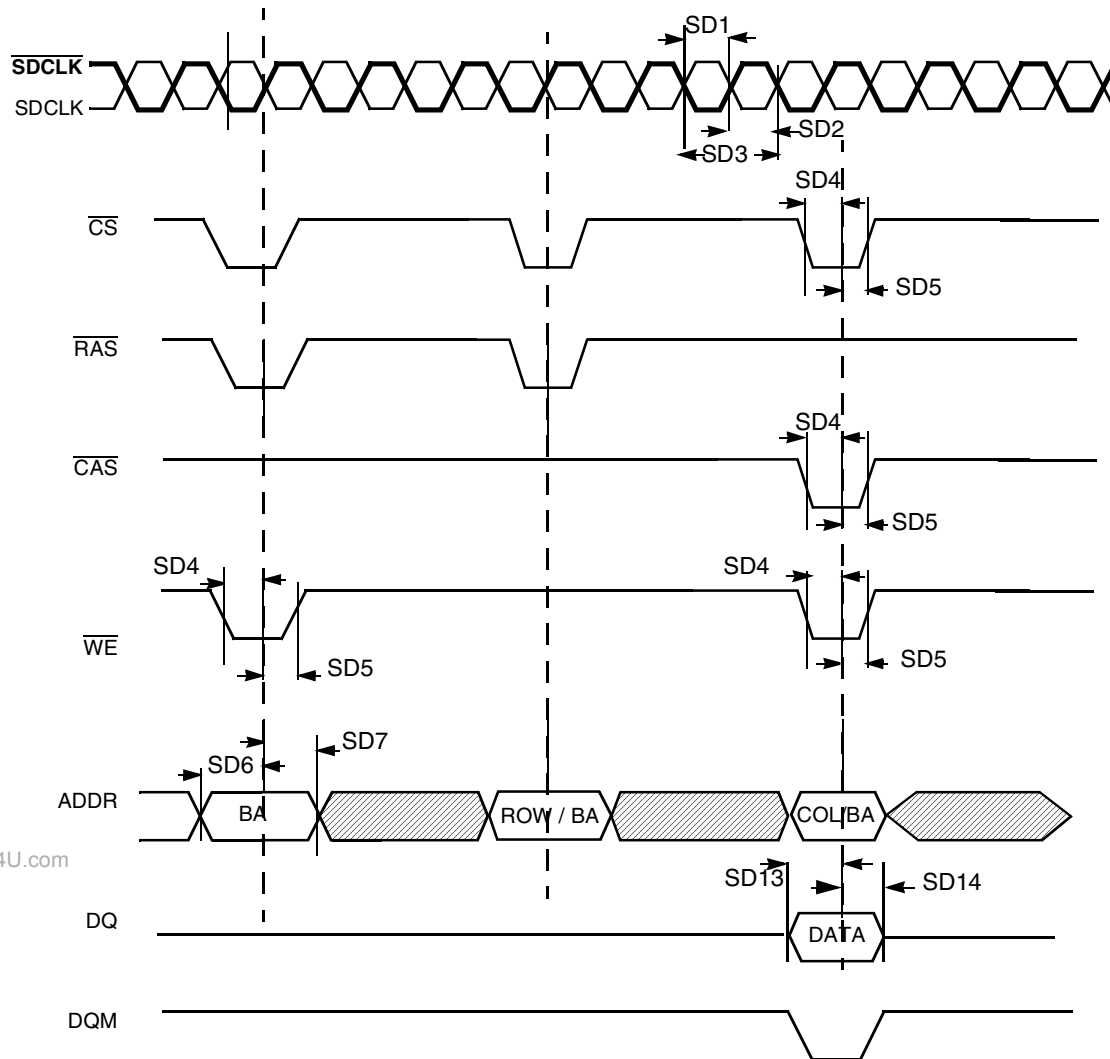 SD1
SDCLK
SDCLK
SD2
SD3
SD4
CS
SD5
RAS
SD4
CAS
SD5
SD4
SD4
WE
SD5
SD5
SD7
SD6
ADDR
BA
ROW / BA
COL/BA
4U.com
SD13
SD14
DQ
DATA
DQM